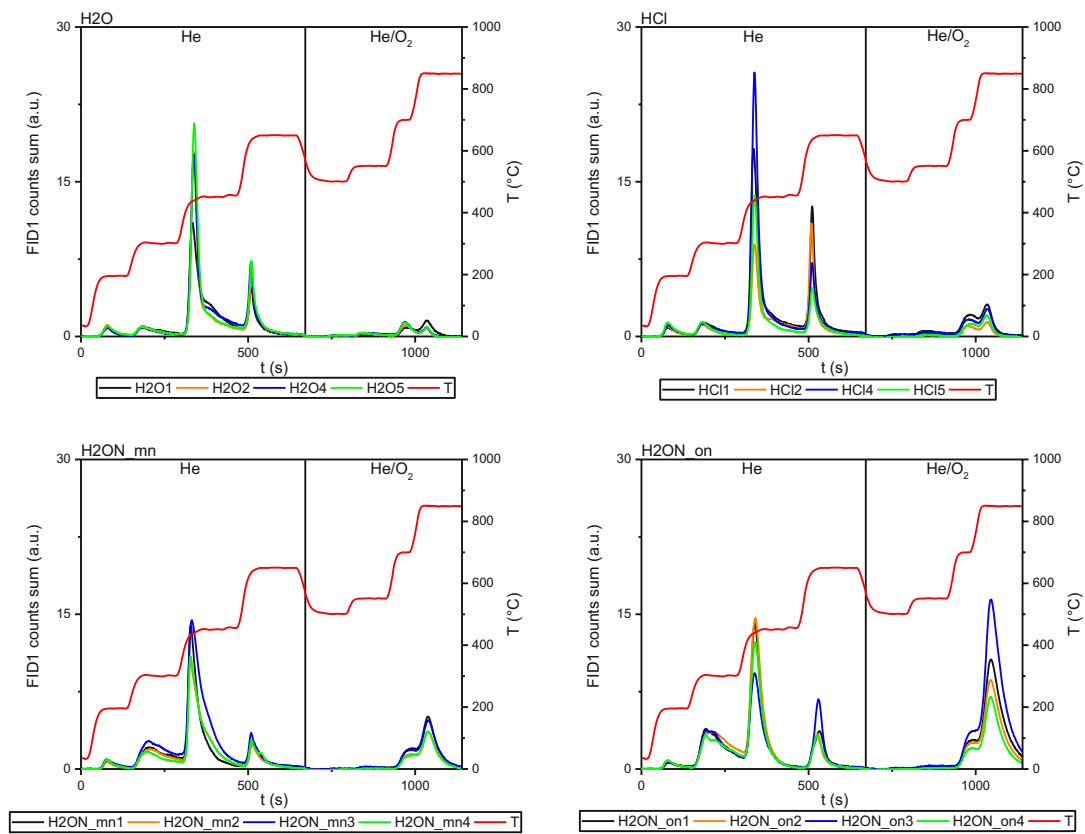 H2O
HCl
He
He/O2
He
He/O2
30
15
0
1000
800
600
400
200
0
30
15
0
1000
800
600
400
200
0
FID1 counts sum (a.u.)
T (°C)
FID1 counts sum (a.u.)
T (°C)
0 500 1000
0 500 1000
t (s)
t (s)
H2O1 H2O2 H2O4 H2O5 T
HCl1 HCl2 HCl4 HCl5 T
H2ON_mn
H2ON_on
He
He/O2
He
He/O2
30
15
0
1000
800
600
400
200
0
30
15
0
1000
800
600
400
200
0
FID1 counts sum (a.u.)
T (°C)
FID1 counts sum (a.u.)
T (°C)
0 500 1000
0 500 1000
t (s)
t (s)
H2ON_mn1 H2ON_mn2 H2ON_mn3 H2ON_mn4 T
H2ON_on1 H2ON_on2 H2ON_on3 H2ON_on4 T